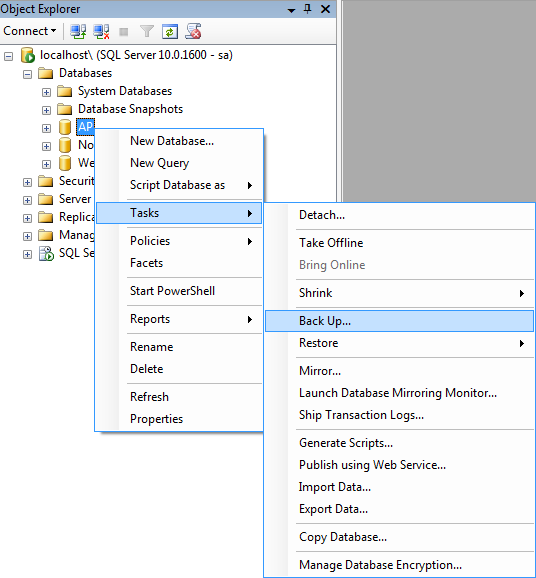 Object Explorer
Connect
localhost\ (SQL Server 10.0.1600 - sa)
Databases
System Databases
Database Snapshots
AP
No
We
Securit
Server
Replica
Manag
SQL Se
New Database...
New Query
Script Database as
Tasks
Policies
Facets
Start PowerShell
Reports
Rename
Delete
Refresh
Properties
Detach...
Take Offline
Bring Online
Shrink
Back Up...
Restore
Mirror...
Launch Database Mirroring Monitor...
Ship Transaction Logs...
Generate Scripts...
Publish using Web Service...
Import Data...
Export Data...
Copy Database...
Manage Database Encryption...